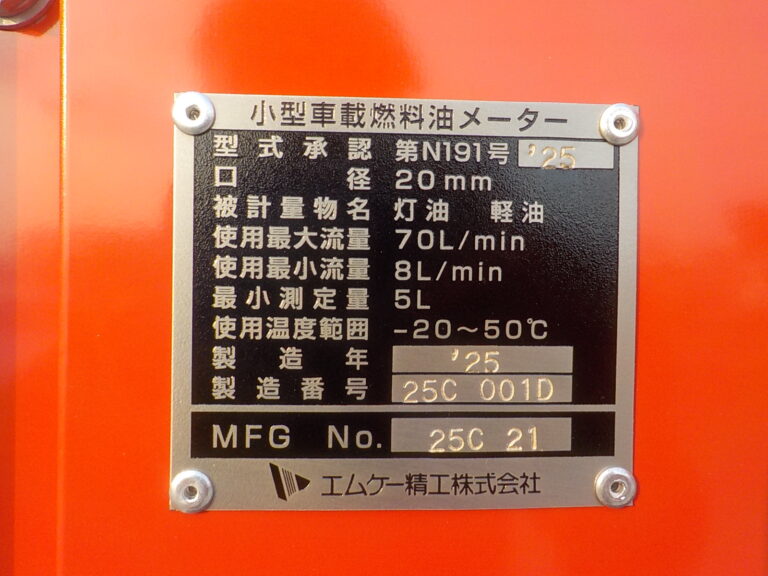 小型車載燃料油メーター
型式承認 第N191号 '25
口径 20mm
被計量物名 灯油 軽油
使用最大流量 70L/min
使用最小流量 8L/min
最小測定量 5L
使用温度範囲 -20〜50℃
製造年 '25
製造番号 25C 001D
MFG No. 25C 21
エムケー精工株式会社